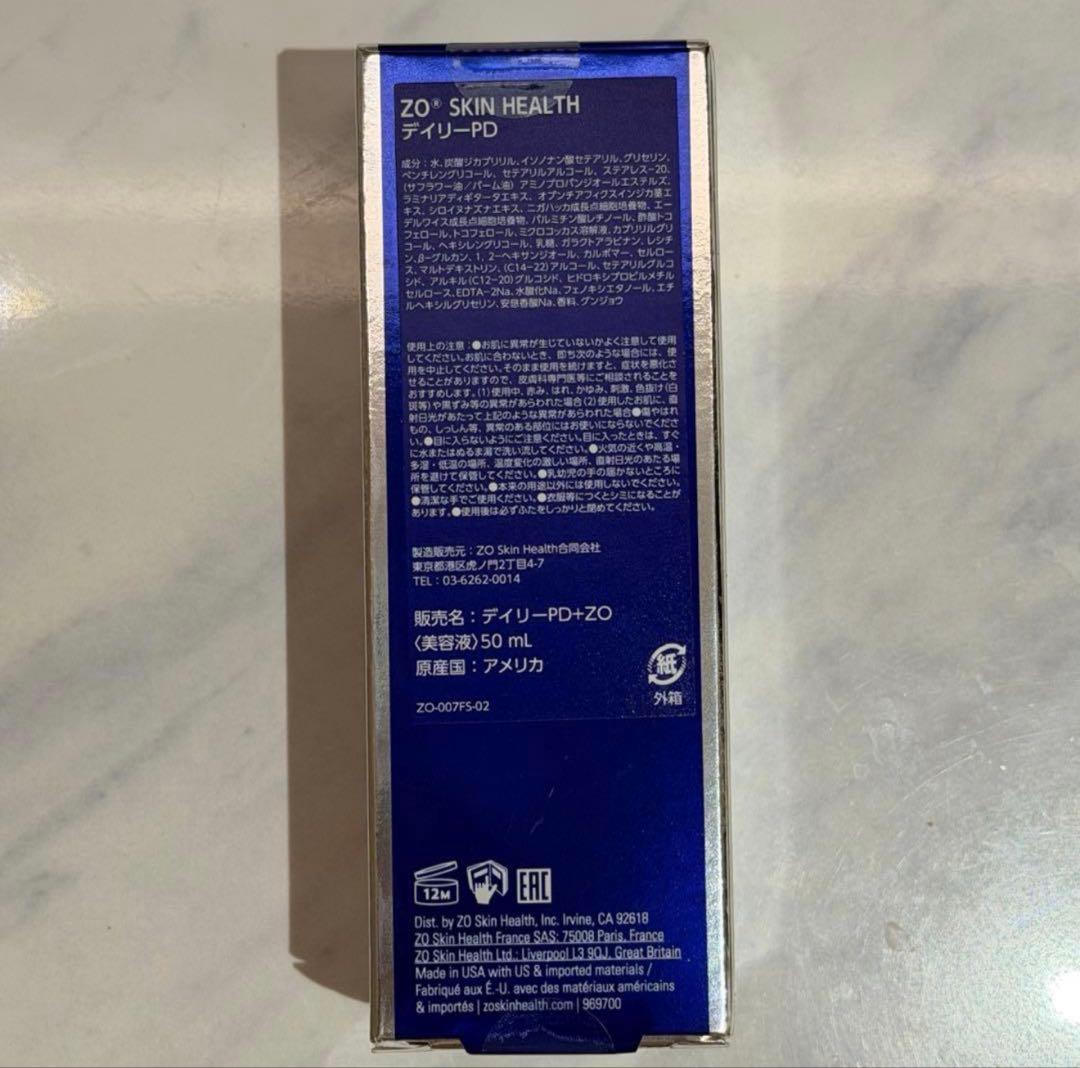 ZO® SKIN HEALTH
デイリーPD
成分：水、炭酸ジカプリリル、イソノナン酸セテアリル、グリセリン、
ペンチレングリコール、セテアリルアルコール、ステアレス-20、
(サフラワー油／パーム油) アミノプロパンジオールエステルズ、
ラミナリアディギタータエキス、オプンチアフィクスインジカ茎エ
キス、シロイヌナズナエキス、ニガハッカ成長点細胞培養物、エー
デルワイス成長点細胞培養物、パルミチン酸レチノール、酢酸トコ
フェロール、トコフェロール、ミクロコッカス溶解液、カプリリルグリ
コール、ヘキシレングリコール、乳糖、ガラクトアラビナン、レシチ
ン、β-グルカン、1, 2-ヘキサンジオール、カルボマー、セルロー
ス、マルトデキストリン、(C14-22)アルコール、セテアリルグルコ
シド、アルキル(C12-20)グルコシド、ヒドロキシプロピルメチル
セルロース、EDTA-2Na、水酸化Na、フェノキシエタノール、エチ
ルヘキシルグリセリン、安息香酸Na、香料、グンジョウ
使用上の注意：●お肌に異常が生じていないかよく注意して使用
してください。お肌に合わないとき、即ち次のような場合には、使
用を中止してください。そのまま使用を続けますと、症状を悪化さ
せることがありますので、皮膚科専門医等にご相談されることを
おすすめします。(1)使用中、赤み、はれ、かゆみ、刺激、色抜け(白
斑等)や黒ずみ等の異常があらわれた場合(2)使用したお肌に、直
射日光があたって上記のような異常があらわれた場合●傷やはれ
もの、しっしん等、異常のある部位にはお使いにならないでくださ
い。●目に入らないようにご注意ください。目に入ったときは、すぐ
に水またはぬるま湯で洗い流してください。●火気の近くや高温・
多湿・低温の場所、温度変化の激しい場所、直射日光のあたる場
所を避けて保管してください。●乳幼児の手の届かないところに
保管してください。●本来の用途以外には使用しないでください。
●清潔な手でご使用ください。●衣服等につくとシミになることが
あります。●使用後は必ずふたをしっかりと閉めてください。
製造販売元：ZO Skin Health合同会社
東京都港区虎ノ門2丁目4-7
TEL：03-6262-0014
販売名：デイリーPD+ZO
〈美容液〉50 mL
原産国：アメリカ
紙
外箱
ZO-007FS-02
12M
EAC
Dist. by ZO Skin Health, Inc. Irvine, CA 92618
ZO Skin Health France SAS; 75008 Paris, France
ZO Skin Health Ltd.; Liverpool L3 9QJ, Great Britain
Made in USA with US & imported materials /
Fabriqué aux É.-U. avec des matériaux américains
& importés | zoskinhealth.com | 969700